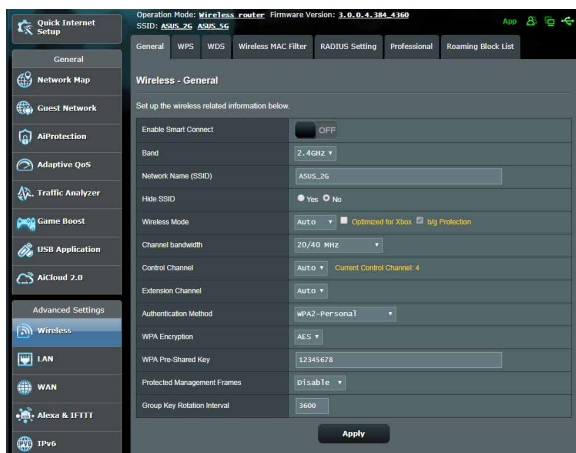 Quick Internet
Setup
Operation Mode: Wireless router Firmware Version: 3.0.0.4.384_4360
SSID: ASUS_2G ASUS_5G
App
General
Network Map
Guest Network
AiProtection
Adaptive QoS
Traffic Analyzer
Game Boost
USB Application
AiCloud 2.0
Advanced Settings
Wireless
LAN
WAN
Alexa & IFTTT
IPv6
General WPS WDS Wireless MAC Filter RADIUS Setting Professional Roaming Block List
Wireless - General
Set up the wireless related information below.
Enable Smart Connect OFF
Band 2.4GHz
Network Name (SSID) ASUS_2G
Hide SSID Yes No
Wireless Mode Auto Optimized for Xbox b/g Protection
Channel bandwidth 20/40 MHz
Control Channel Auto Current Control Channel: 4
Extension Channel Auto
Authentication Method WPA2-Personal
WPA Encryption AES
WPA Pre-Shared Key 12345678
Protected Management Frames Disable
Group Key Rotation Interval 3600
Apply